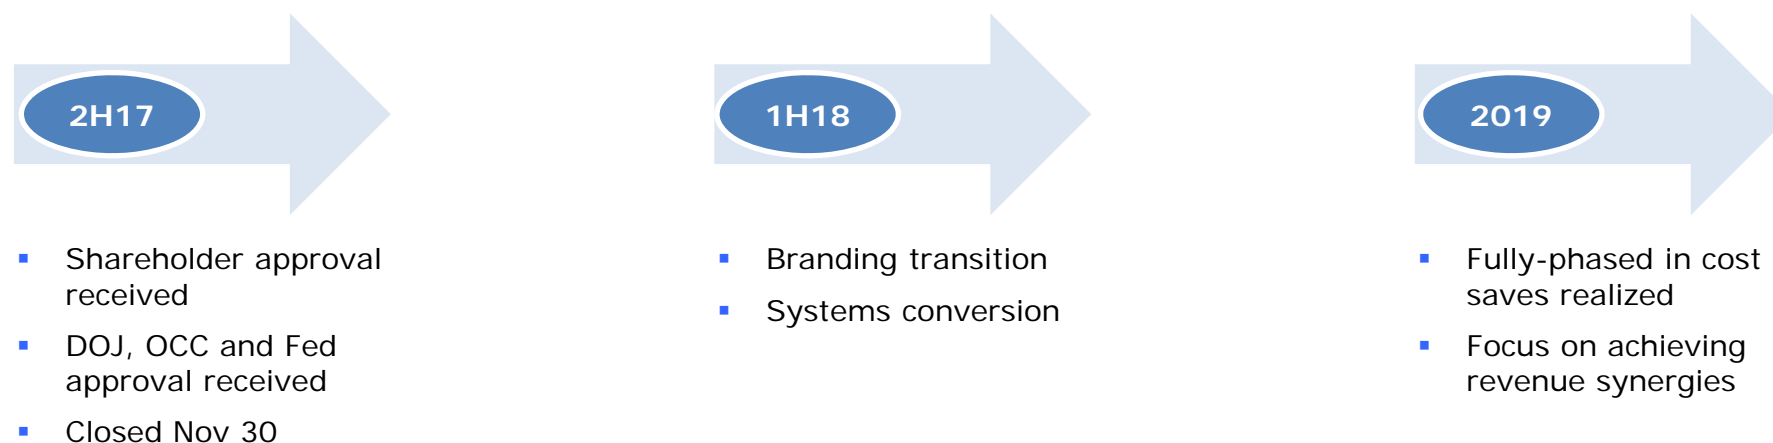 2H17
Shareholder approval
received
DOJ, OCC and Fed
approval received
Closed Nov 30
1H18
Branding transition
Systems conversion
2019
Fully-phased in cost
saves realized
Focus on achieving
revenue synergies